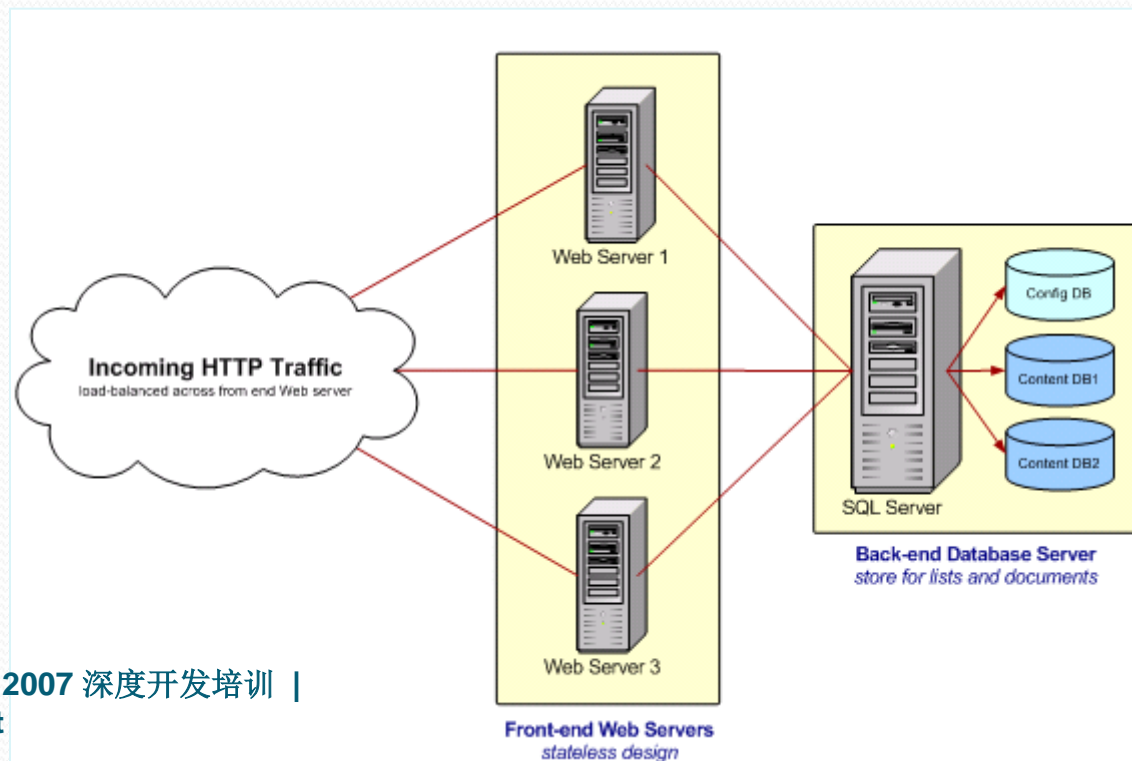 Incoming HTTP Traffic
load-balanced across from end Web server
Web Server 1
Web Server 2
Web Server 3
Front-end Web Servers
stateless design
SQL Server
Config DB
Content DB1
Content DB2
Back-end Database Server
store for lists and documents
2007 深度开发培训 |
t